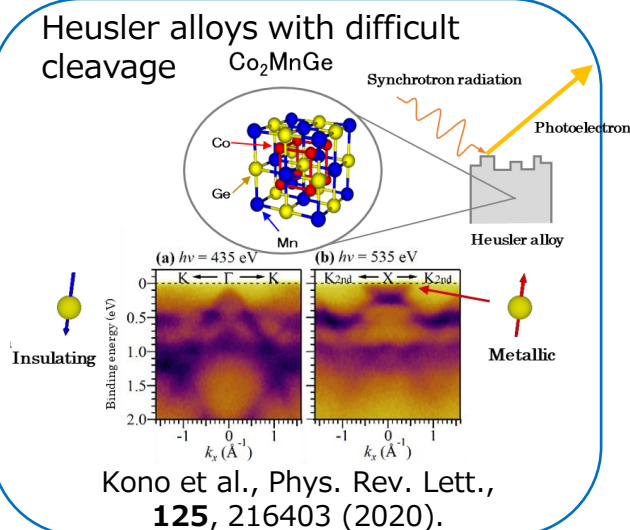 Heusler alloys with difficult
cleavage
Co₂MnGe
Synchrotron radiation
Photoelectron
Co
Ge
Mn
Heusler alloy
(a) hν = 435 eV
(b) hν = 535 eV
K ← Γ → K
K2nd ← X → K2nd
Insulating
Metallic
Binding energy (eV)
0
0.5
1.0
1.5
2.0
-1 0 1
-1 0 1
kx (Å⁻¹)
kx (Å⁻¹)
Kono et al., Phys. Rev. Lett.,
125, 216403 (2020).